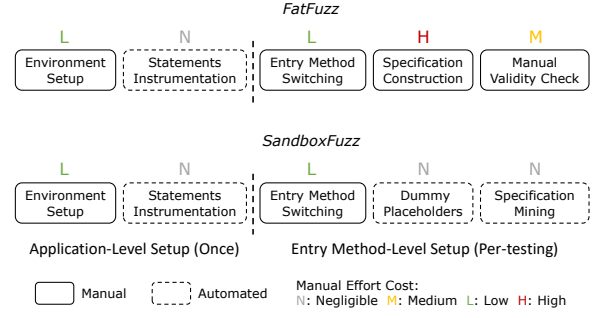 FatFuzz
L N L H M
Environment Setup
Statements Instrumentation
Entry Method Switching
Specification Construction
Manual Validity Check
SandboxFuzz
L N L N N
Environment Setup
Statements Instrumentation
Entry Method Switching
Dummy Placeholders
Specification Mining
Application-Level Setup (Once)
Entry Method-Level Setup (Per-testing)
Manual
Automated
Manual Effort Cost:
N: Negligible M: Medium L: Low H: High